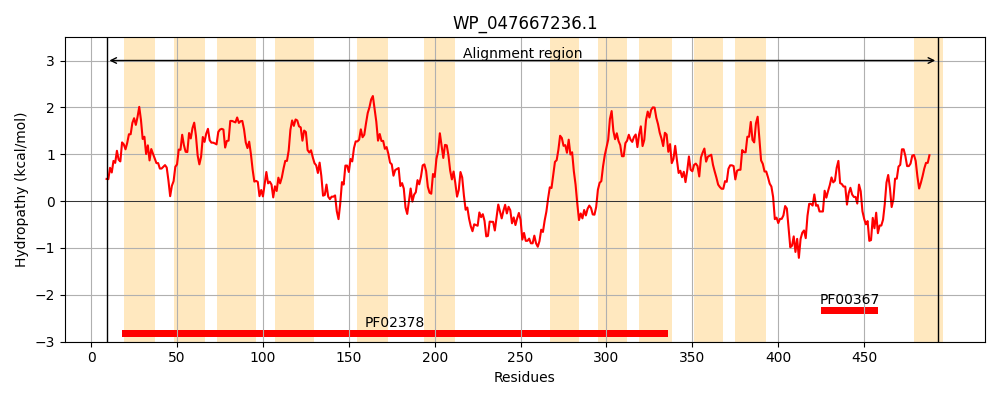 WP_047667236.1
Alignment region
Hydropathy (kcal/mol)
3
2
1
0
−1
−2
−3
PF00367
PF02378
0 50 100 150 200 250 300 350 400 450
Residues